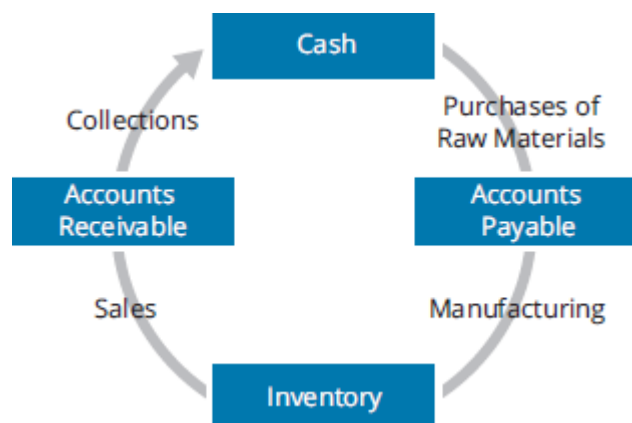 Cash
Collections
Purchases of
Raw Materials
Accounts
Receivable
Accounts
Payable
Sales
Manufacturing
Inventory